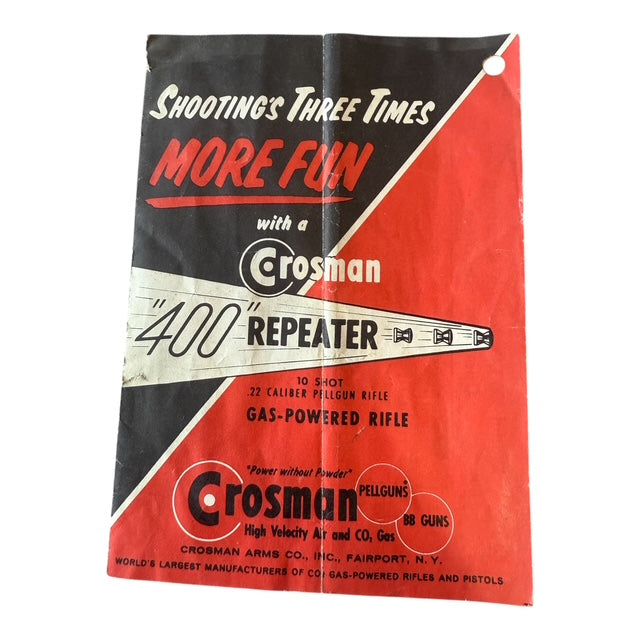 SHOOTING'S THREE TIMES
MORE FUN
with a
Crosman
"400" REPEATER
10 SHOT
.22 CALIBER PELLGUN RIFLE
GAS-POWERED RIFLE
"Power without Powder"
Crosman PELLGUNS
BB GUNS
High Velocity Air and CO₂ Gas
CROSMAN ARMS CO., INC., FAIRPORT, N. Y.
WORLD'S LARGEST MANUFACTURERS OF CO₂ GAS-POWERED RIFLES AND PISTOLS